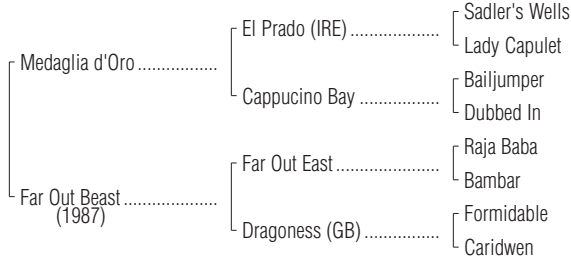 Sadler's Wells
El Prado (IRE) ....................
Lady Capulet
Medaglia d'Oro .................
Bailjumper
Cappucino Bay ..................
Dubbed In
Raja Baba
Far Out East .......................
Bambar
Far Out Beast ....................
(1987)
Formidable
Dragoness (GB) .................
Caridwen